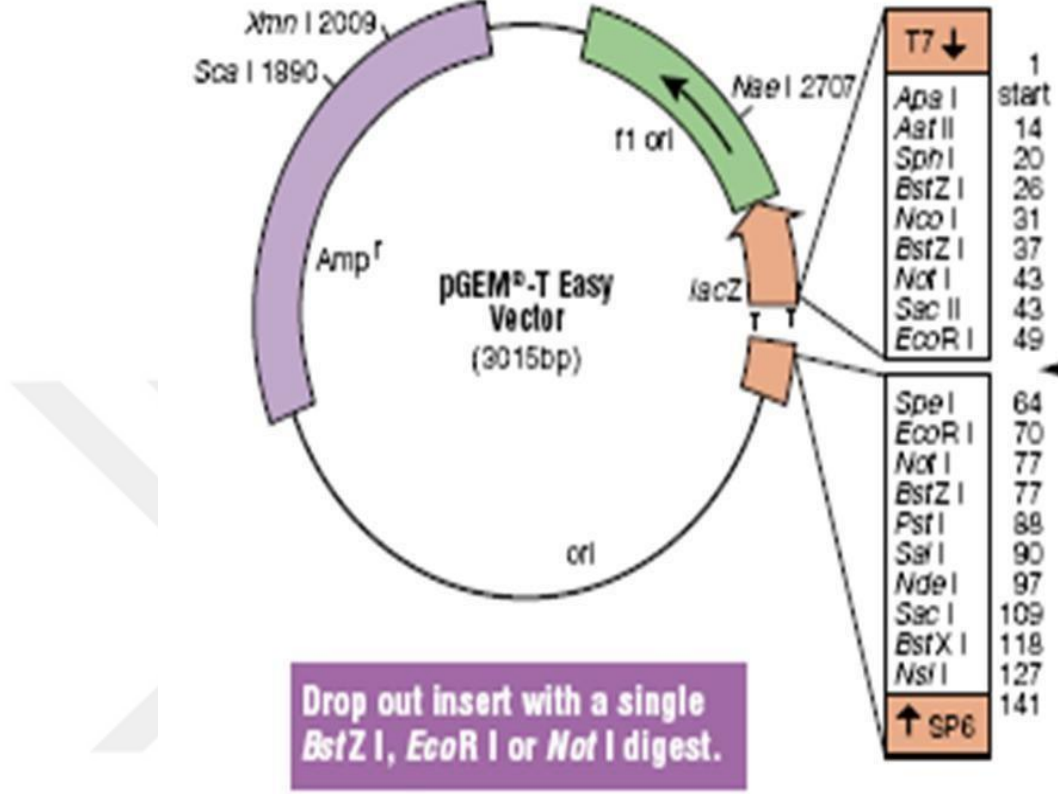 Xmn I 2009
Sca I 1890
Nae I 2707
f1 ori
Amp r
lacZ
T T
pGEM®-T Easy
Vector
(3015bp)
ori
T7 ↓
1
start
Apa I
Aat II 14
Sph I 20
BstZ I 26
Nco I 31
BstZ I 37
Not I 43
Sac II 43
EcoR I 49
Spe I 64
EcoR I 70
Not I 77
BstZ I 77
Pst I 88
Sal I 90
Nde I 97
Sac I 109
BstX I 118
Nsi I 127
141
↑ SP6
Drop out insert with a single
BstZ I, EcoR I or Not I digest.